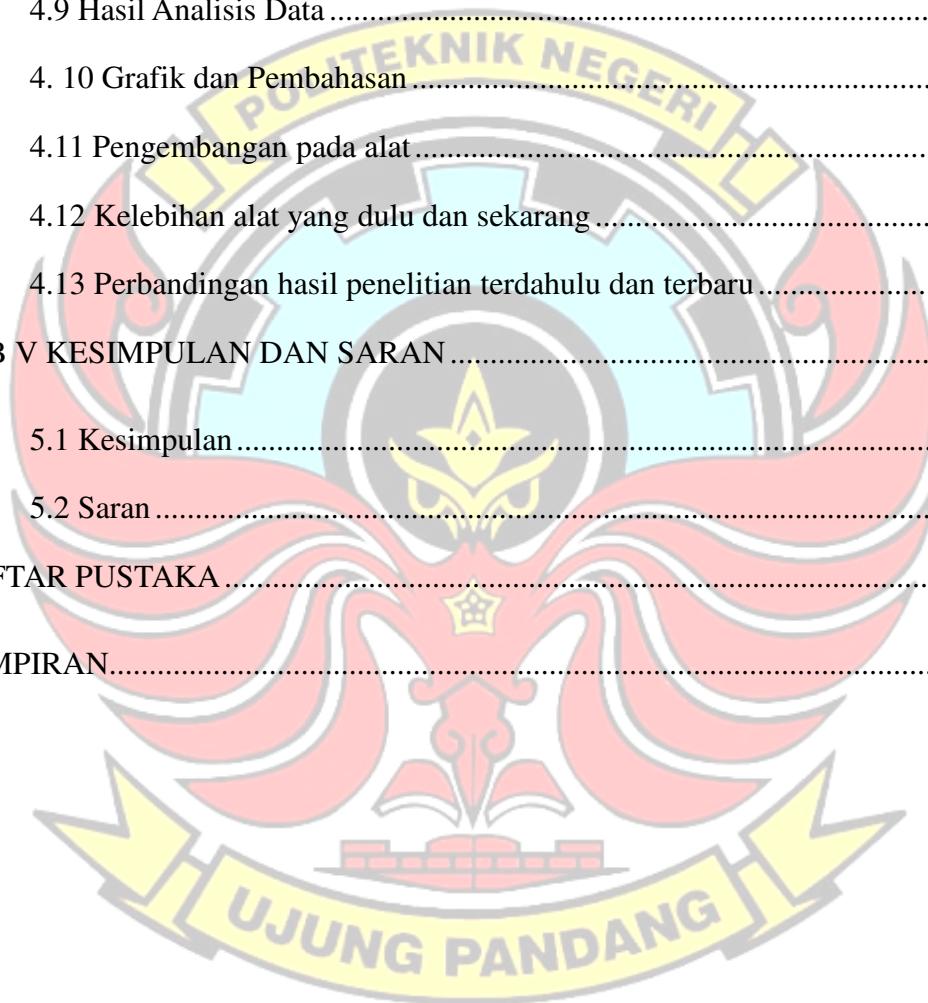 4.9 Hasil Analisis Data ..........................................................................
4. 10 Grafik dan Pembahasan .................................................................
4.11 Pengembangan pada alat ................................................................
4.12 Kelebihan alat yang dulu dan sekarang ..........................................
4.13 Perbandingan hasil penelitian terdahulu dan terbaru .....................
V KESIMPULAN DAN SARAN ............................................................
5.1 Kesimpulan .......................................................................................
5.2 Saran .................................................................................................
FTAR PUSTAKA ........................................................................................
MPIRAN.......................................................................................................
POLITEKNIK NEGERI
UJUNG PANDANG